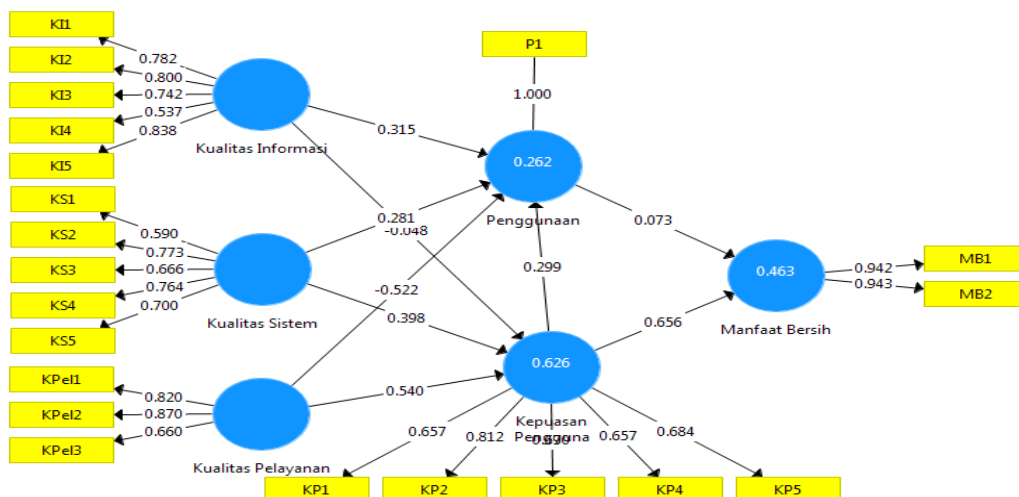 KI1
KI2
KI3
KI4
KI5
0.782
0.800
0.742
0.537
0.838
Kualitas Informasi
KS1
KS2
KS3
KS4
KS5
0.590
0.773
0.666
0.764
0.700
Kualitas Sistem
KPel1
KPel2
KPel3
0.820
0.870
0.660
Kualitas Pelayanan
0.315
0.281
-0.048
-0.522
0.398
0.540
P1
1.000
0.262
Penggunaan
0.299
0.626
Kepuasan
Pengguna
0.657
0.812
0.657
0.684
KP1
KP2
KP3
KP4
KP5
0.073
0.656
0.463
Manfaat Bersih
0.942
0.943
MB1
MB2